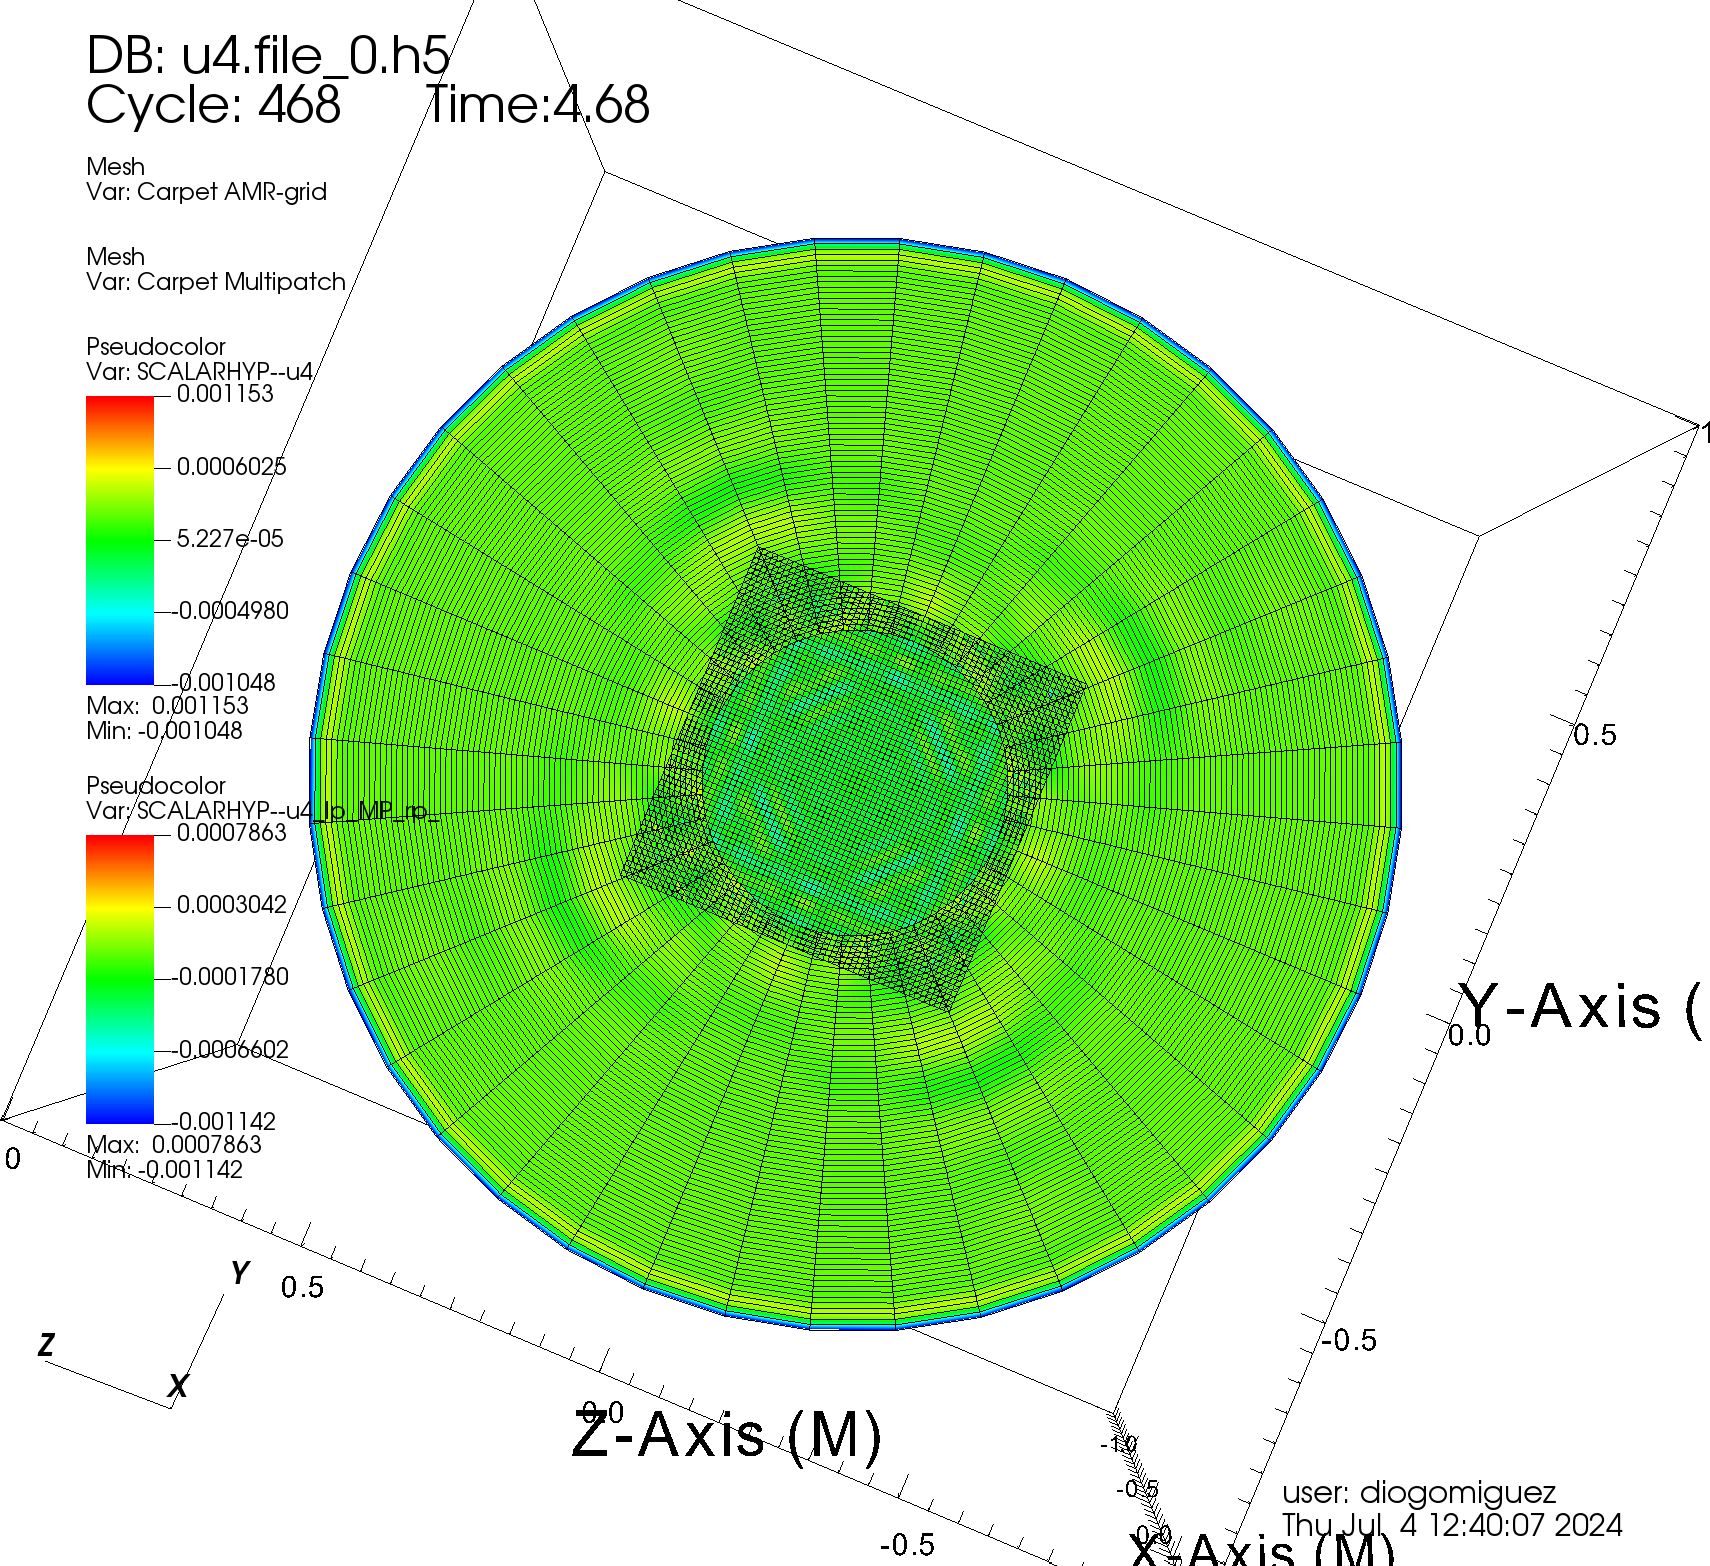 DB: u4.file_0.h5
Cycle: 468 Time:4.68
Mesh
Var: Carpet AMR-grid
Mesh
Var: Carpet Multipatch
Pseudocolor
Var: SCALARHYP--u4
0.001153
0.0006025
5.227e-05
-0.0004980
-0.001048
Max: 0.001153
Min: -0.001048
Pseudocolor
Var: SCALARHYP--u4_lp_MP_rp_
0.0007863
0.0003042
-0.0001780
-0.0006602
-0.001142
Max: 0.0007863
Min: -0.001142
1
0.5
Y-Axis (
0.0
-0.5
0
0.5
0.0
Z-Axis (M)
-0.5
Y
Z
X
-1.0
-0.5
0.0
X-Axis (M)
user: diogomiguez
Thu Jul 4 12:40:07 2024